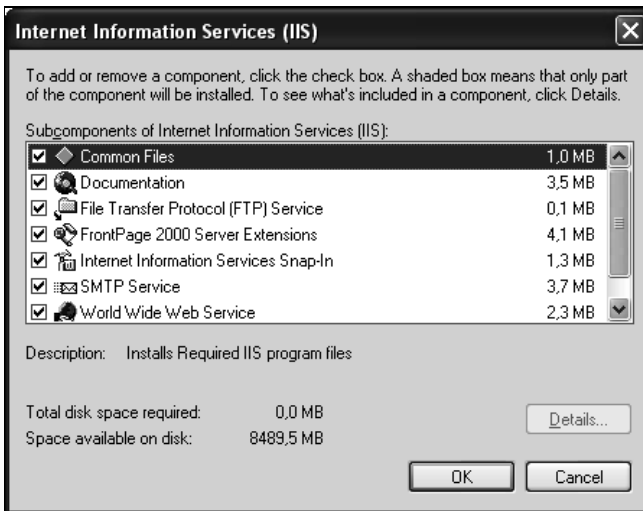 Internet Information Services (IIS)
To add or remove a component, click the check box. A shaded box means that only part
of the component will be installed. To see what's included in a component, click Details.
Subcomponents of Internet Information Services (IIS):
Common Files 1,0 MB
Documentation 3,5 MB
File Transfer Protocol (FTP) Service 0,1 MB
FrontPage 2000 Server Extensions 4,1 MB
Internet Information Services Snap-In 1,3 MB
SMTP Service 3,7 MB
World Wide Web Service 2,3 MB
Description: Installs Required IIS program files
Total disk space required: 0,0 MB
Details...
Space available on disk: 8489,5 MB
OK Cancel